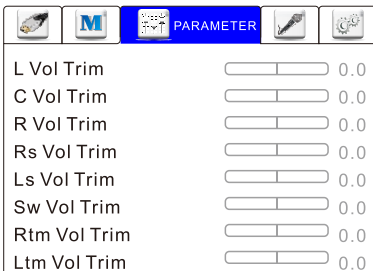 M PARAMETER
L Vol Trim 0.0
C Vol Trim 0.0
R Vol Trim 0.0
Rs Vol Trim 0.0
Ls Vol Trim 0.0
Sw Vol Trim 0.0
Rtm Vol Trim 0.0
Ltm Vol Trim 0.0